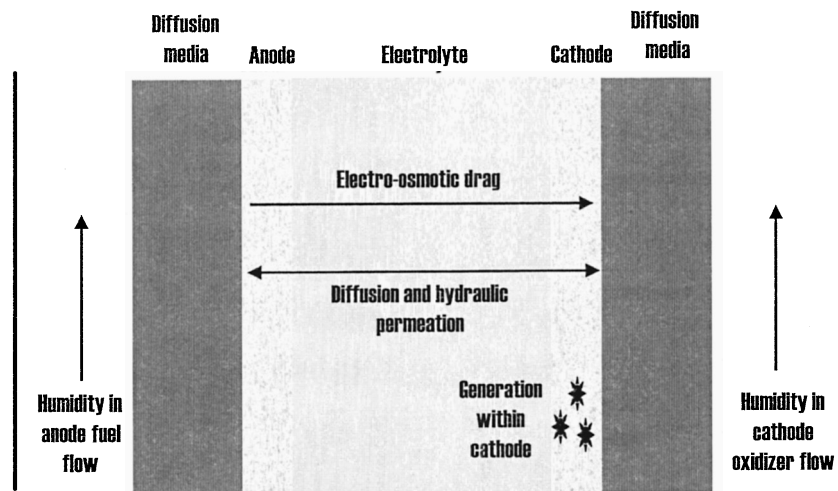 Diffusion
media
Anode
Electrolyte
Cathode
Diffusion
media
Electro-osmotic drag
Diffusion and hydraulic
permeation
Generation
within
cathode
Humidity in
anode fuel
flow
Humidity in
cathode
oxidizer flow